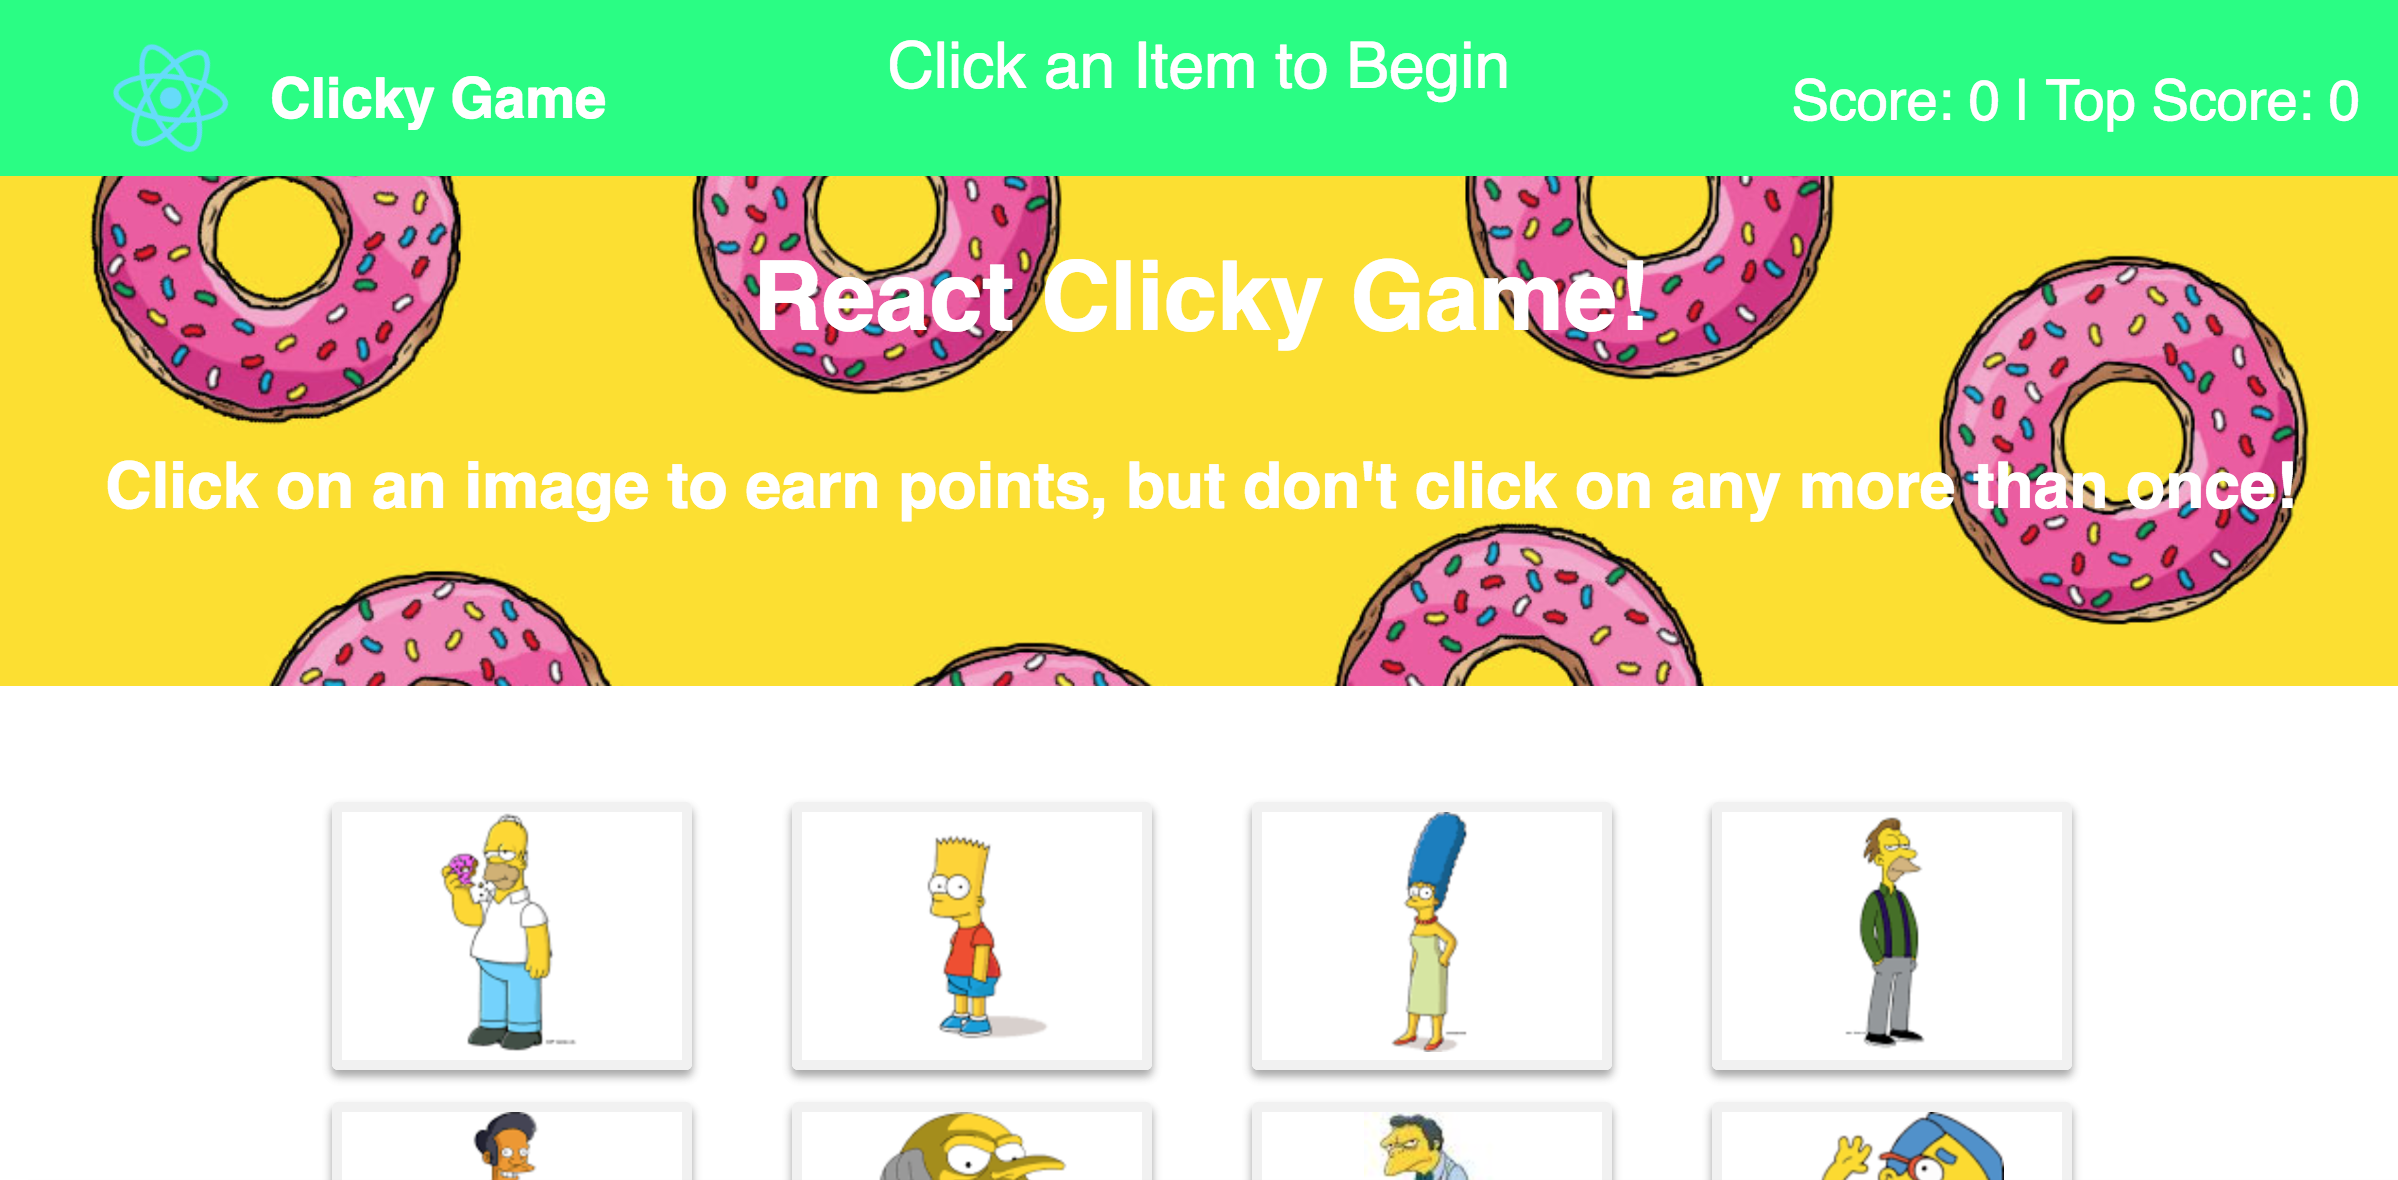 Clicky Game
Click an Item to Begin
Score: 0 | Top Score: 0
React Clicky Game!
Click on an image to earn points, but don't click on any more than once!